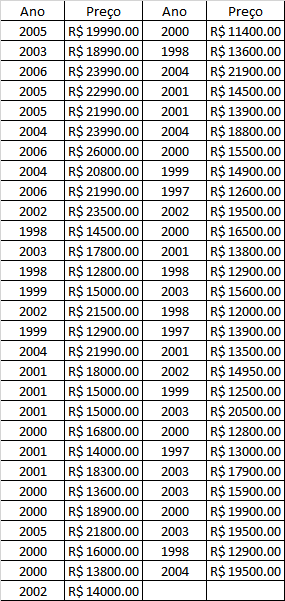 Ano Preço Ano Preço
2005 R$ 19990.00 2000 R$ 11400.00
2003 R$ 18990.00 1998 R$ 13600.00
2006 R$ 23990.00 2004 R$ 21900.00
2005 R$ 22990.00 2001 R$ 14500.00
2005 R$ 21990.00 2001 R$ 13900.00
2004 R$ 23990.00 2004 R$ 18800.00
2006 R$ 26000.00 2000 R$ 15500.00
2004 R$ 20800.00 1999 R$ 14900.00
2006 R$ 21990.00 1997 R$ 12600.00
2002 R$ 23500.00 2002 R$ 19500.00
1998 R$ 14500.00 2000 R$ 16500.00
2003 R$ 17800.00 2001 R$ 13800.00
1998 R$ 12800.00 1998 R$ 12900.00
1999 R$ 15000.00 2003 R$ 15600.00
2002 R$ 21500.00 1998 R$ 12000.00
1999 R$ 12900.00 1997 R$ 13900.00
2004 R$ 21990.00 2001 R$ 13500.00
2001 R$ 18000.00 2002 R$ 14950.00
2001 R$ 15000.00 1999 R$ 12500.00
2001 R$ 15000.00 2003 R$ 20500.00
2000 R$ 16800.00 2000 R$ 12800.00
2001 R$ 14000.00 1997 R$ 13000.00
2001 R$ 18300.00 2003 R$ 17900.00
2000 R$ 13600.00 2003 R$ 15900.00
2000 R$ 18900.00 2000 R$ 19900.00
2005 R$ 21800.00 2003 R$ 19500.00
2000 R$ 16000.00 1998 R$ 12900.00
2000 R$ 13800.00 2004 R$ 19500.00
2002 R$ 14000.00